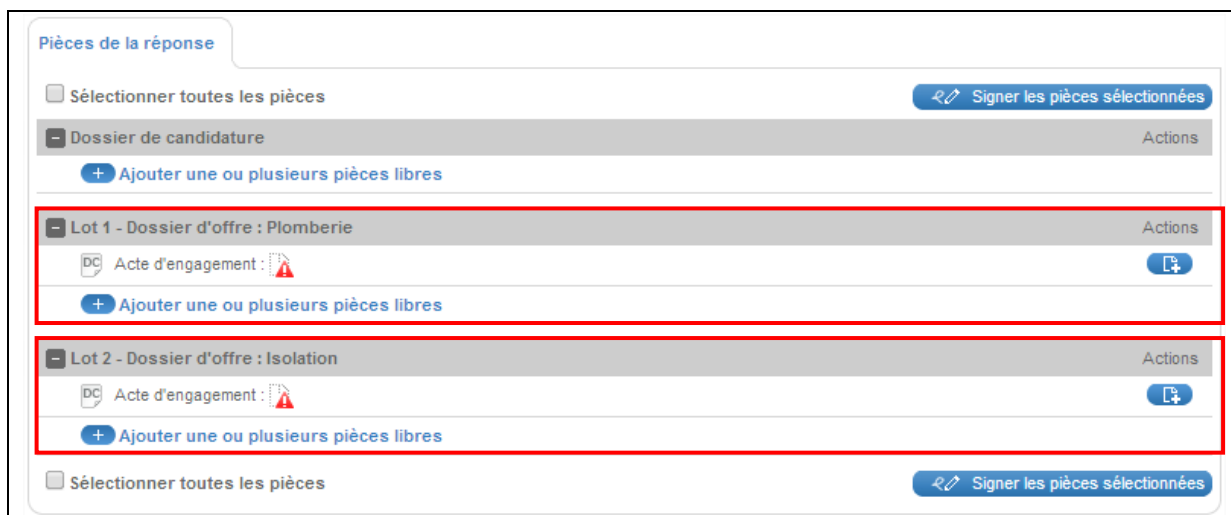 Pièces de la réponse
Sélectionner toutes les pièces Signer les pièces sélectionnées
Dossier de candidature Actions
Ajouter une ou plusieurs pièces libres
Lot 1 - Dossier d'offre : Plomberie Actions
DC Acte d'engagement :
Ajouter une ou plusieurs pièces libres
Lot 2 - Dossier d'offre : Isolation Actions
DC Acte d'engagement :
Ajouter une ou plusieurs pièces libres
Sélectionner toutes les pièces Signer les pièces sélectionnées